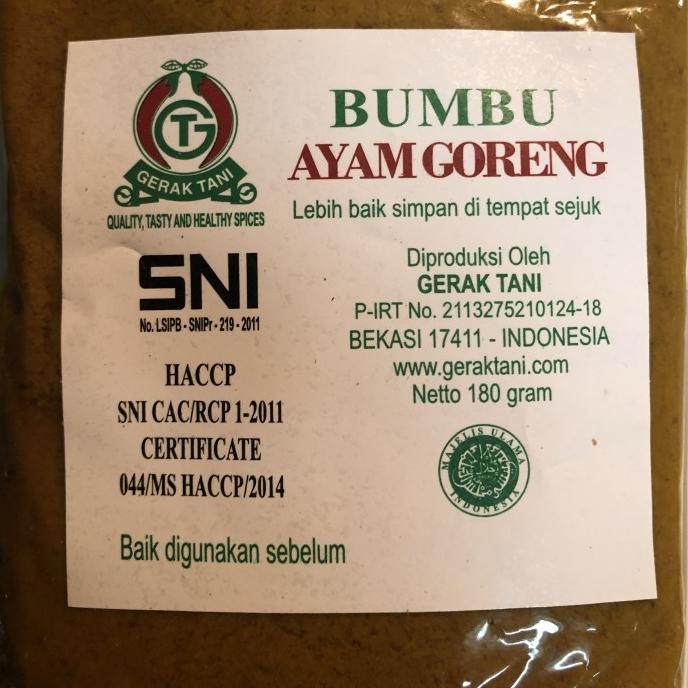 TG
GERAK TANI
QUALITY, TASTY AND HEALTHY SPICES
BUMBU
AYAM GORENG
Lebih baik simpan di tempat sejuk
SNI
No. LSIPB - SNIPr - 219 - 2011
HACCP
SNI CAC/RCP 1-2011
CERTIFICATE
044/MS HACCP/2014
Diproduksi Oleh
GERAK TANI
P-IRT No. 2113275210124-18
BEKASI 17411 - INDONESIA
www.geraktani.com
Netto 180 gram
MAJELIS ULAMA
حلال
INDONESIA
Baik digunakan sebelum